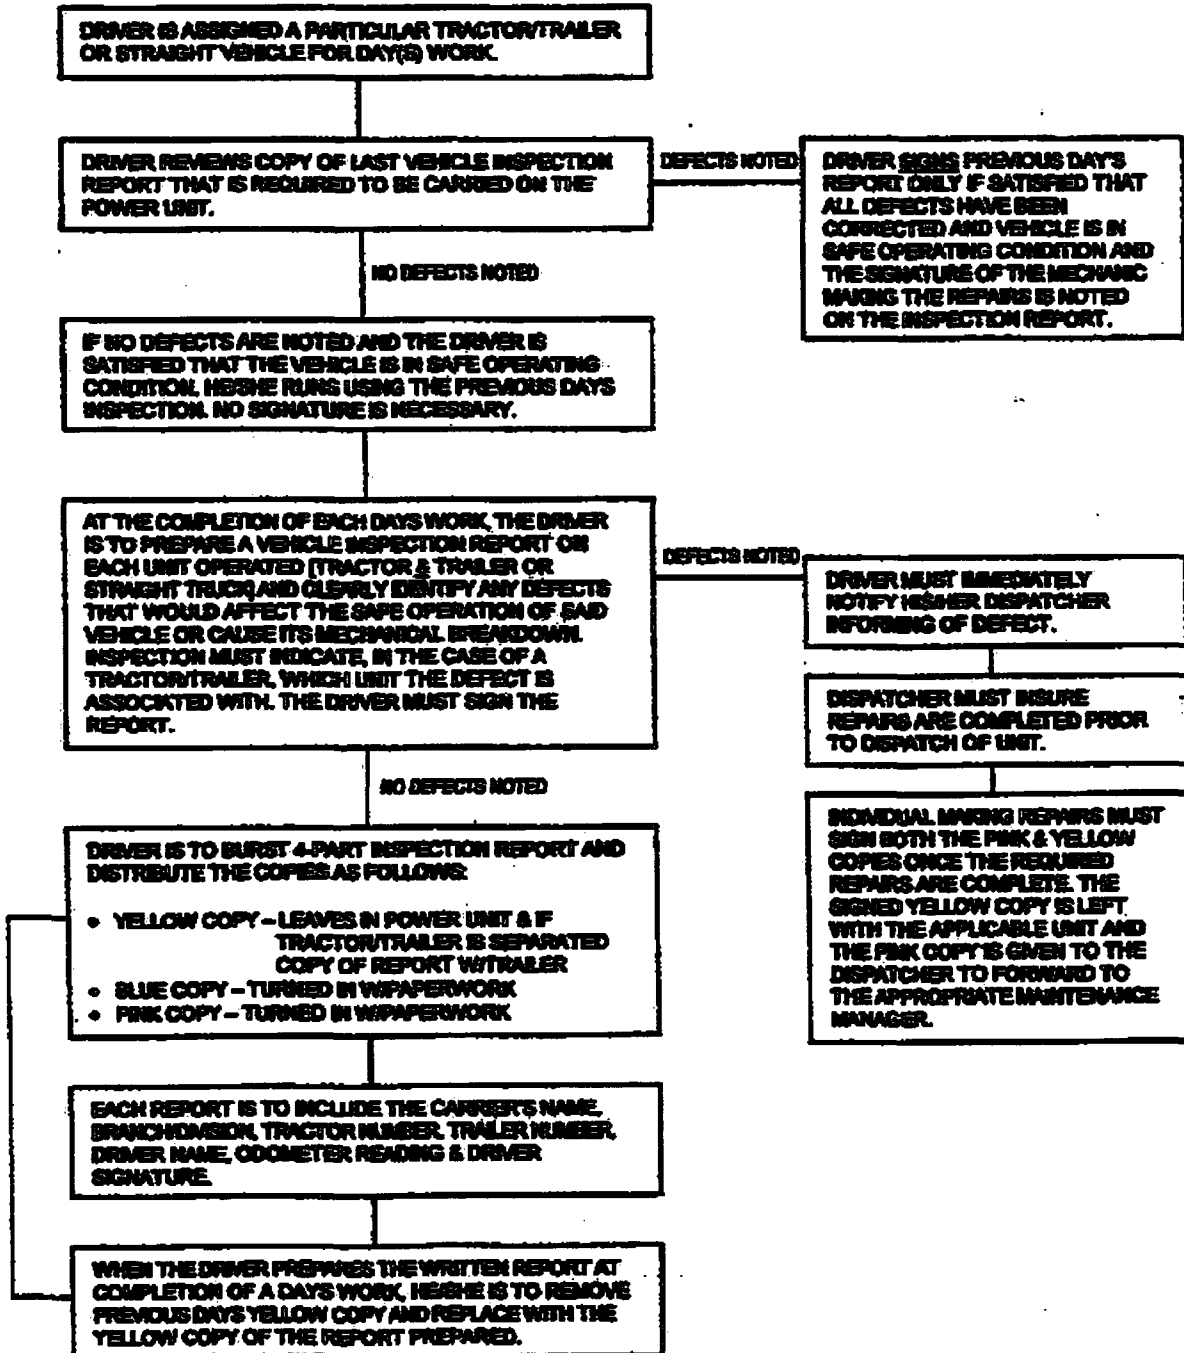 DRIVER IS ASSIGNED A PARTICULAR TRACTOR/TRAILER
OR STRAIGHT VEHICLE FOR DAY(S) WORK.
DRIVER REVIEWS COPY OF LAST VEHICLE INSPECTION
REPORT THAT IS REQUIRED TO BE CARRIED ON THE
POWER UNIT.
DEFECTS NOTED
DRIVER SIGNS PREVIOUS DAY'S
REPORT ONLY IF SATISFIED THAT
ALL DEFECTS HAVE BEEN
CORRECTED AND VEHICLE IS IN
SAFE OPERATING CONDITION AND
THE SIGNATURE OF THE MECHANIC
MAKING THE REPAIRS IS NOTED
ON THE INSPECTION REPORT.
NO DEFECTS NOTED
IF NO DEFECTS ARE NOTED AND THE DRIVER IS
SATISFIED THAT THE VEHICLE IS IN SAFE OPERATING
CONDITION, HE/SHE RUNS USING THE PREVIOUS DAYS
INSPECTION. NO SIGNATURE IS NECESSARY.
AT THE COMPLETION OF EACH DAYS WORK, THE DRIVER
IS TO PREPARE A VEHICLE INSPECTION REPORT ON
EACH UNIT OPERATED [TRACTOR & TRAILER OR
STRAIGHT TRUCK] AND CLEARLY IDENTIFY ANY DEFECTS
THAT WOULD AFFECT THE SAFE OPERATION OF SAID
VEHICLE OR CAUSE ITS MECHANICAL BREAKDOWN.
INSPECTION MUST INDICATE, IN THE CASE OF A
TRACTOR/TRAILER, WHICH UNIT THE DEFECT IS
ASSOCIATED WITH. THE DRIVER MUST SIGN THE
REPORT.
DEFECTS NOTED
DRIVER MUST IMMEDIATELY
NOTIFY HIS/HER DISPATCHER
INFORMING OF DEFECT.
DISPATCHER MUST INSURE
REPAIRS ARE COMPLETED PRIOR
TO DISPATCH OF UNIT.
INDIVIDUAL MAKING REPAIRS MUST
SIGN BOTH THE PINK & YELLOW
COPIES ONCE THE REQUIRED
REPAIRS ARE COMPLETE. THE
SIGNED YELLOW COPY IS LEFT
WITH THE APPLICABLE UNIT AND
THE PINK COPY IS GIVEN TO THE
DISPATCHER TO FORWARD TO
THE APPROPRIATE MAINTENANCE
MANAGER.
NO DEFECTS NOTED
DRIVER IS TO BURST 4-PART INSPECTION REPORT AND
DISTRIBUTE THE COPIES AS FOLLOWS:
• YELLOW COPY – LEAVES IN POWER UNIT & IF
TRACTOR/TRAILER IS SEPARATED
COPY OF REPORT W/TRAILER
• BLUE COPY – TURNED IN W/PAPERWORK
• PINK COPY – TURNED IN W/PAPERWORK
EACH REPORT IS TO INCLUDE THE CARRIER'S NAME,
BRANCH/DIVISION, TRACTOR NUMBER, TRAILER NUMBER,
DRIVER NAME, ODOMETER READING & DRIVER
SIGNATURE.
WHEN THE DRIVER PREPARES THE WRITTEN REPORT AT
COMPLETION OF A DAYS WORK, HE/SHE IS TO REMOVE
PREVIOUS DAYS YELLOW COPY AND REPLACE WITH THE
YELLOW COPY OF THE REPORT PREPARED.